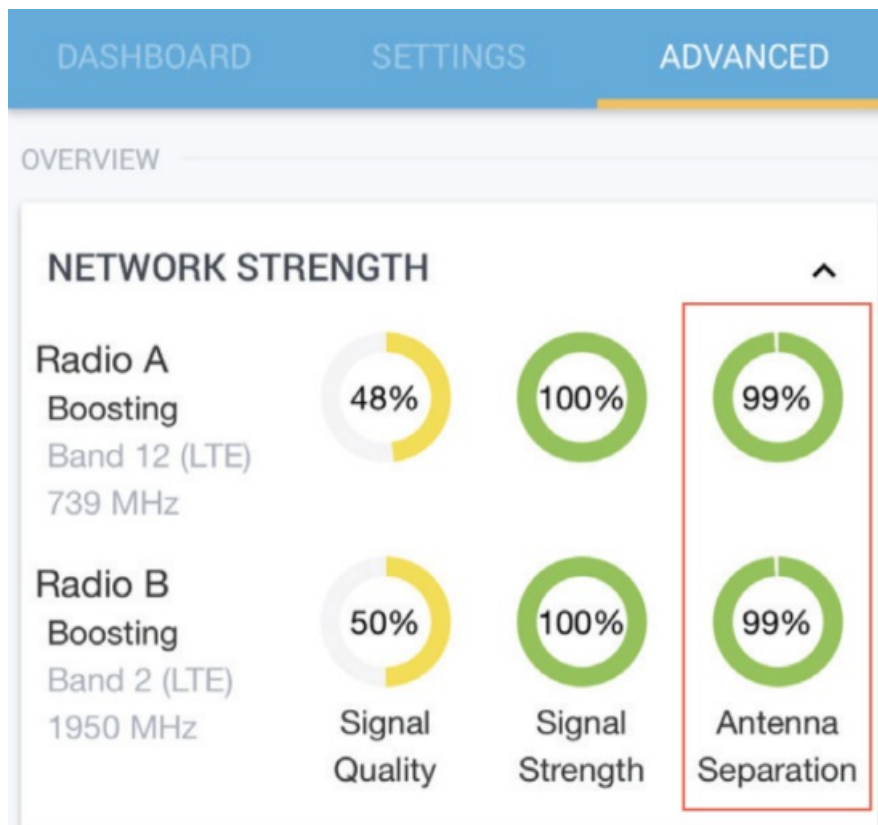 DASHBOARD SETTINGS ADVANCED
OVERVIEW
NETWORK STRENGTH
Radio A
Boosting
Band 12 (LTE)
739 MHz
48% 100% 99%
Radio B
Boosting
Band 2 (LTE)
1950 MHz
50% 100% 99%
Signal Quality
Signal Strength
Antenna Separation